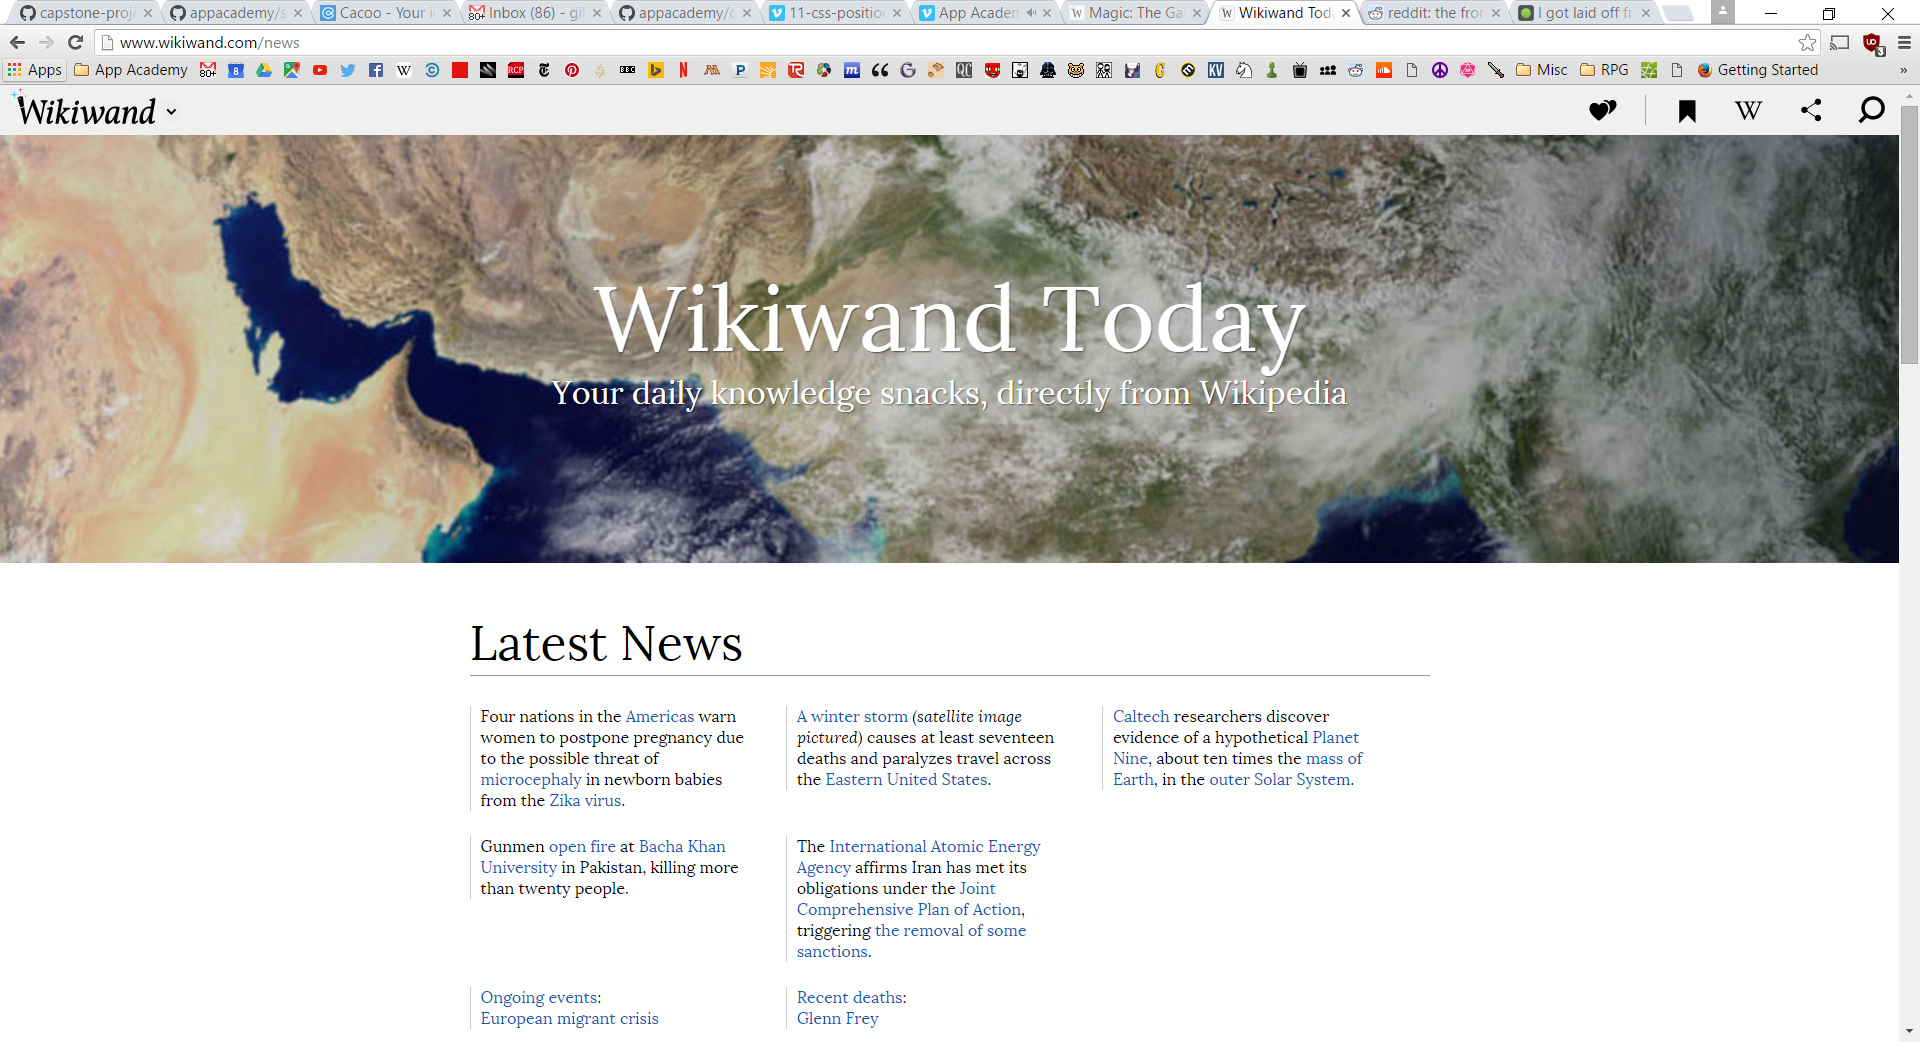 capstone-proj
appacademy/s
Cacoo - Your i
Inbox (86) - gi
appacademy/c
11-css-position
App Academ
Magic: The Ga
Wikiwand Toda
reddit: the fron
I got laid off fr
www.wikiwand.com/news
Apps
App Academy
Misc
RPG
Getting Started
»
Wikiwand
W
Wikiwand Today
Your daily knowledge snacks, directly from Wikipedia
Latest News
Four nations in the Americas warn
women to postpone pregnancy due
to the possible threat of
microcephaly in newborn babies
from the Zika virus.
A winter storm (satellite image
pictured) causes at least seventeen
deaths and paralyzes travel across
the Eastern United States.
Caltech researchers discover
evidence of a hypothetical Planet
Nine, about ten times the mass of
Earth, in the outer Solar System.
Gunmen open fire at Bacha Khan
University in Pakistan, killing more
than twenty people.
The International Atomic Energy
Agency affirms Iran has met its
obligations under the Joint
Comprehensive Plan of Action,
triggering the removal of some
sanctions.
Ongoing events:
European migrant crisis
Recent deaths:
Glenn Frey